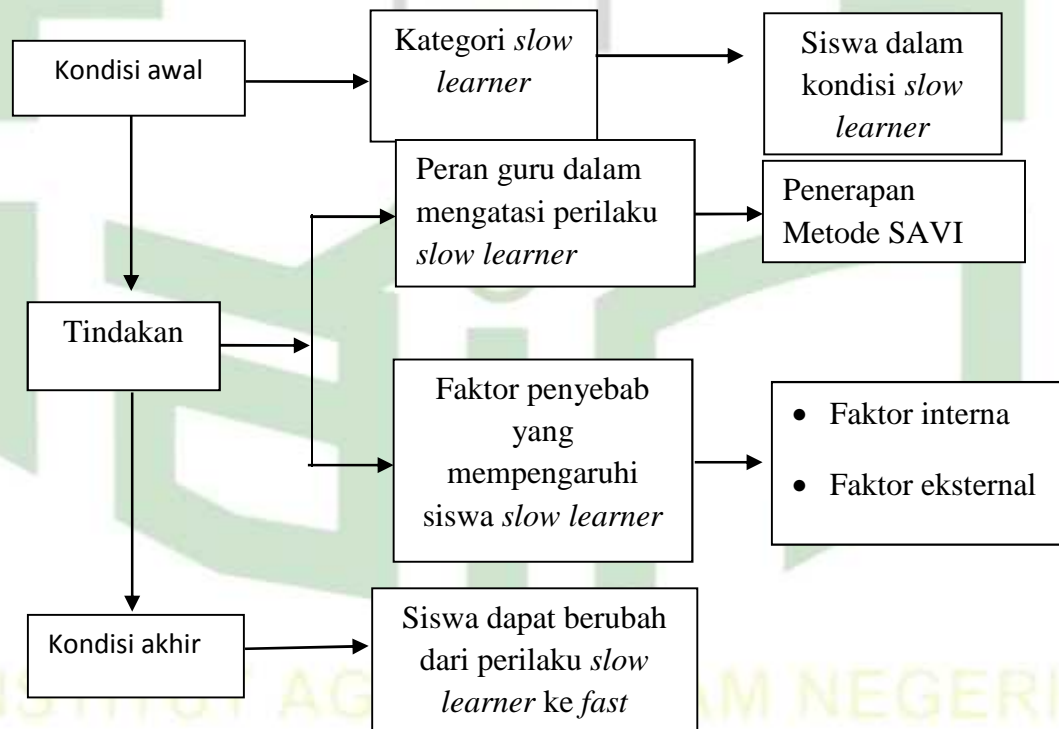 Kondisi awal
Kategori slow
learner
Siswa dalam
kondisi slow
learner
Peran guru dalam
mengatasi perilaku
slow learner
Penerapan
Metode SAVI
Tindakan
Faktor penyebab
yang
mempengaruhi
siswa slow learner
• Faktor interna
• Faktor eksternal
Kondisi akhir
Siswa dapat berubah
dari perilaku slow
learner ke fast
NEGERI